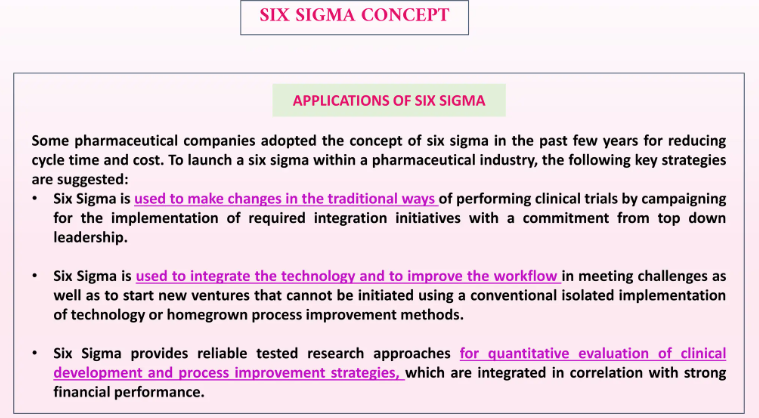 SIX SIGMA CONCEPT
APPLICATIONS OF SIX SIGMA
Some pharmaceutical companies adopted the concept of six sigma in the past few years for reducing
cycle time and cost. To launch a six sigma within a pharmaceutical industry, the following key strategies
are suggested:
• Six Sigma is used to make changes in the traditional ways of performing clinical trials by campaigning
for the implementation of required integration initiatives with a commitment from top down
leadership.
• Six Sigma is used to integrate the technology and to improve the workflow in meeting challenges as
well as to start new ventures that cannot be initiated using a conventional isolated implementation
of technology or homegrown process improvement methods.
• Six Sigma provides reliable tested research approaches for quantitative evaluation of clinical
development and process improvement strategies, which are integrated in correlation with strong
financial performance.